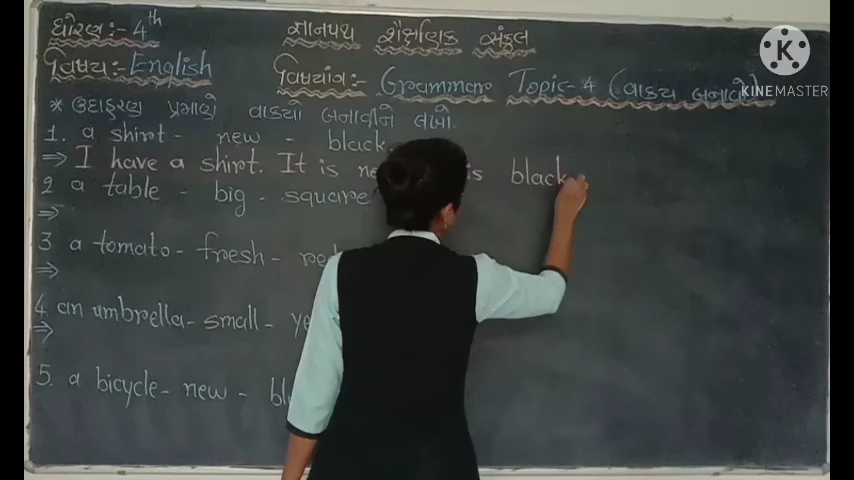 ધોરણ:- 4th જ્ઞાનપથ શૈક્ષણિક સંકુલ
વિષય:- English વિષયાંગ:- Grammar Topic-4 (વાકય બનાવો)
* ઉદાહરણ પ્રમાણે વાકયો બનાવીને લખો.
1. a shirt - new - black.
⇒ I have a shirt. It is is black
2 a table - big - square
⇒
3 a tomato - fresh -
⇒
4 an umbrella - small -
⇒
5. a bicycle - new -
KINEMASTER